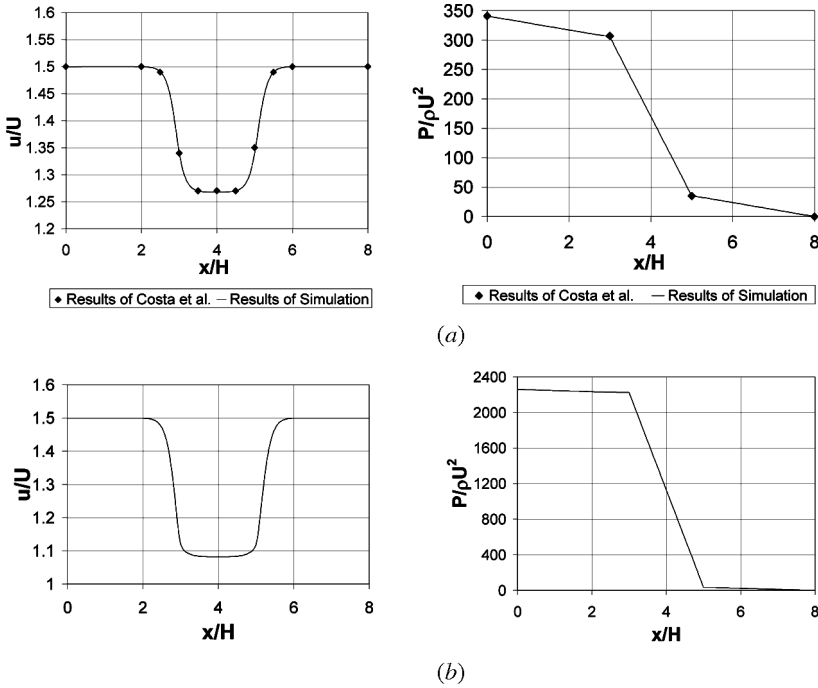 1.6
1.55
1.5
1.45
1.4
1.35
1.3
1.25
1.2
u/U
0 2 4 6 8
x/H
◆ Results of Costa et al. — Results of Simulation
350
300
250
200
150
100
50
0
P/ρU²
0 2 4 6 8
x/H
◆ Results of Costa et al. — Results of Simulation
(a)
1.6
1.5
1.4
1.3
1.2
1.1
1
u/U
0 2 4 6 8
x/H
2400
2000
1600
1200
800
400
0
P/ρU²
0 2 4 6 8
x/H
(b)